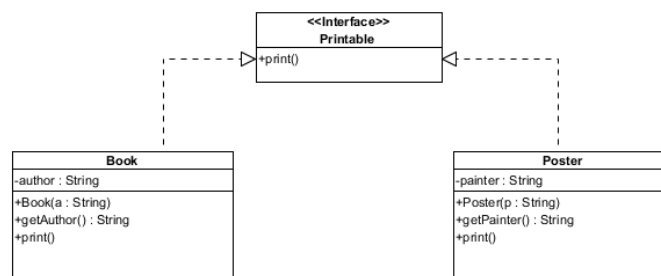 <<Interface>>
Printable
+print()
Book
-author : String
+Book(a : String)
+getAuthor() : String
+print()
Poster
-painter : String
+Poster(p : String)
+getPainter() : String
+print()